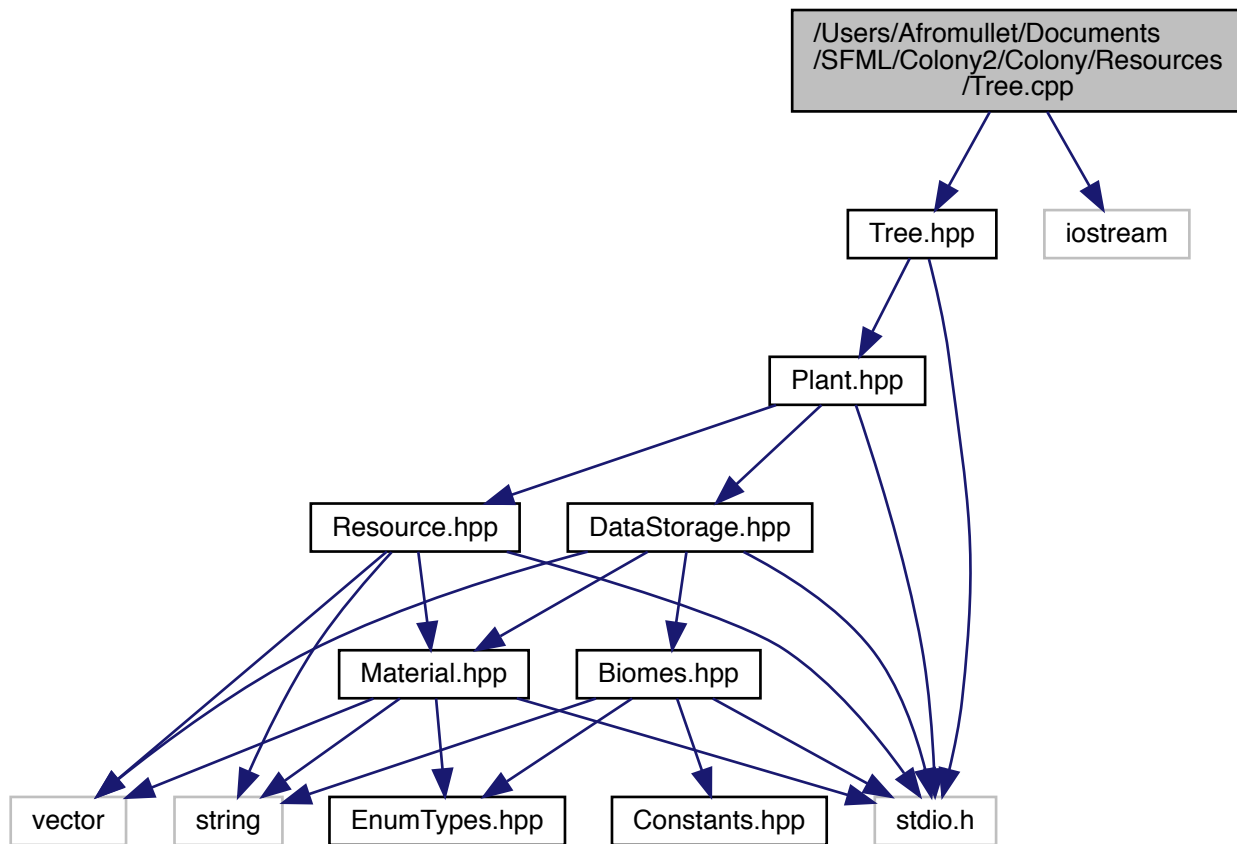 /Users/Afromullet/Documents
/SFML/Colony2/Colony/Resources
/Tree.cpp
Tree.hpp
iostream
Plant.hpp
Resource.hpp
DataStorage.hpp
Material.hpp
Biomes.hpp
vector
string
EnumTypes.hpp
Constants.hpp
stdio.h